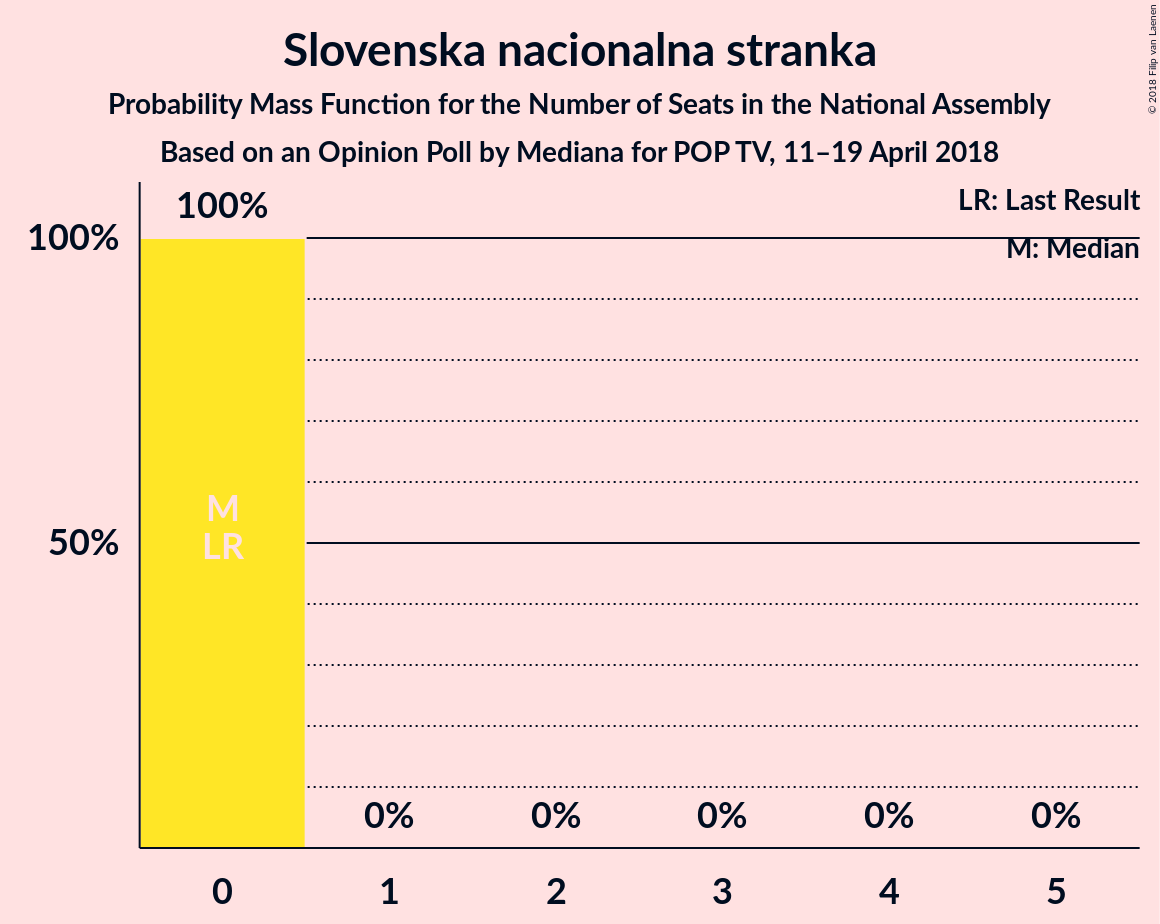 Slovenska nacionalna stranka
Probability Mass Function for the Number of Seats in the National Assembly
Based on an Opinion Poll by Mediana for POP TV, 11–19 April 2018
© 2018 Filip van Laenen
LR: Last Result
M: Median
100%
100%
50%
M
LR
0% 0% 0% 0% 0%
0 1 2 3 4 5